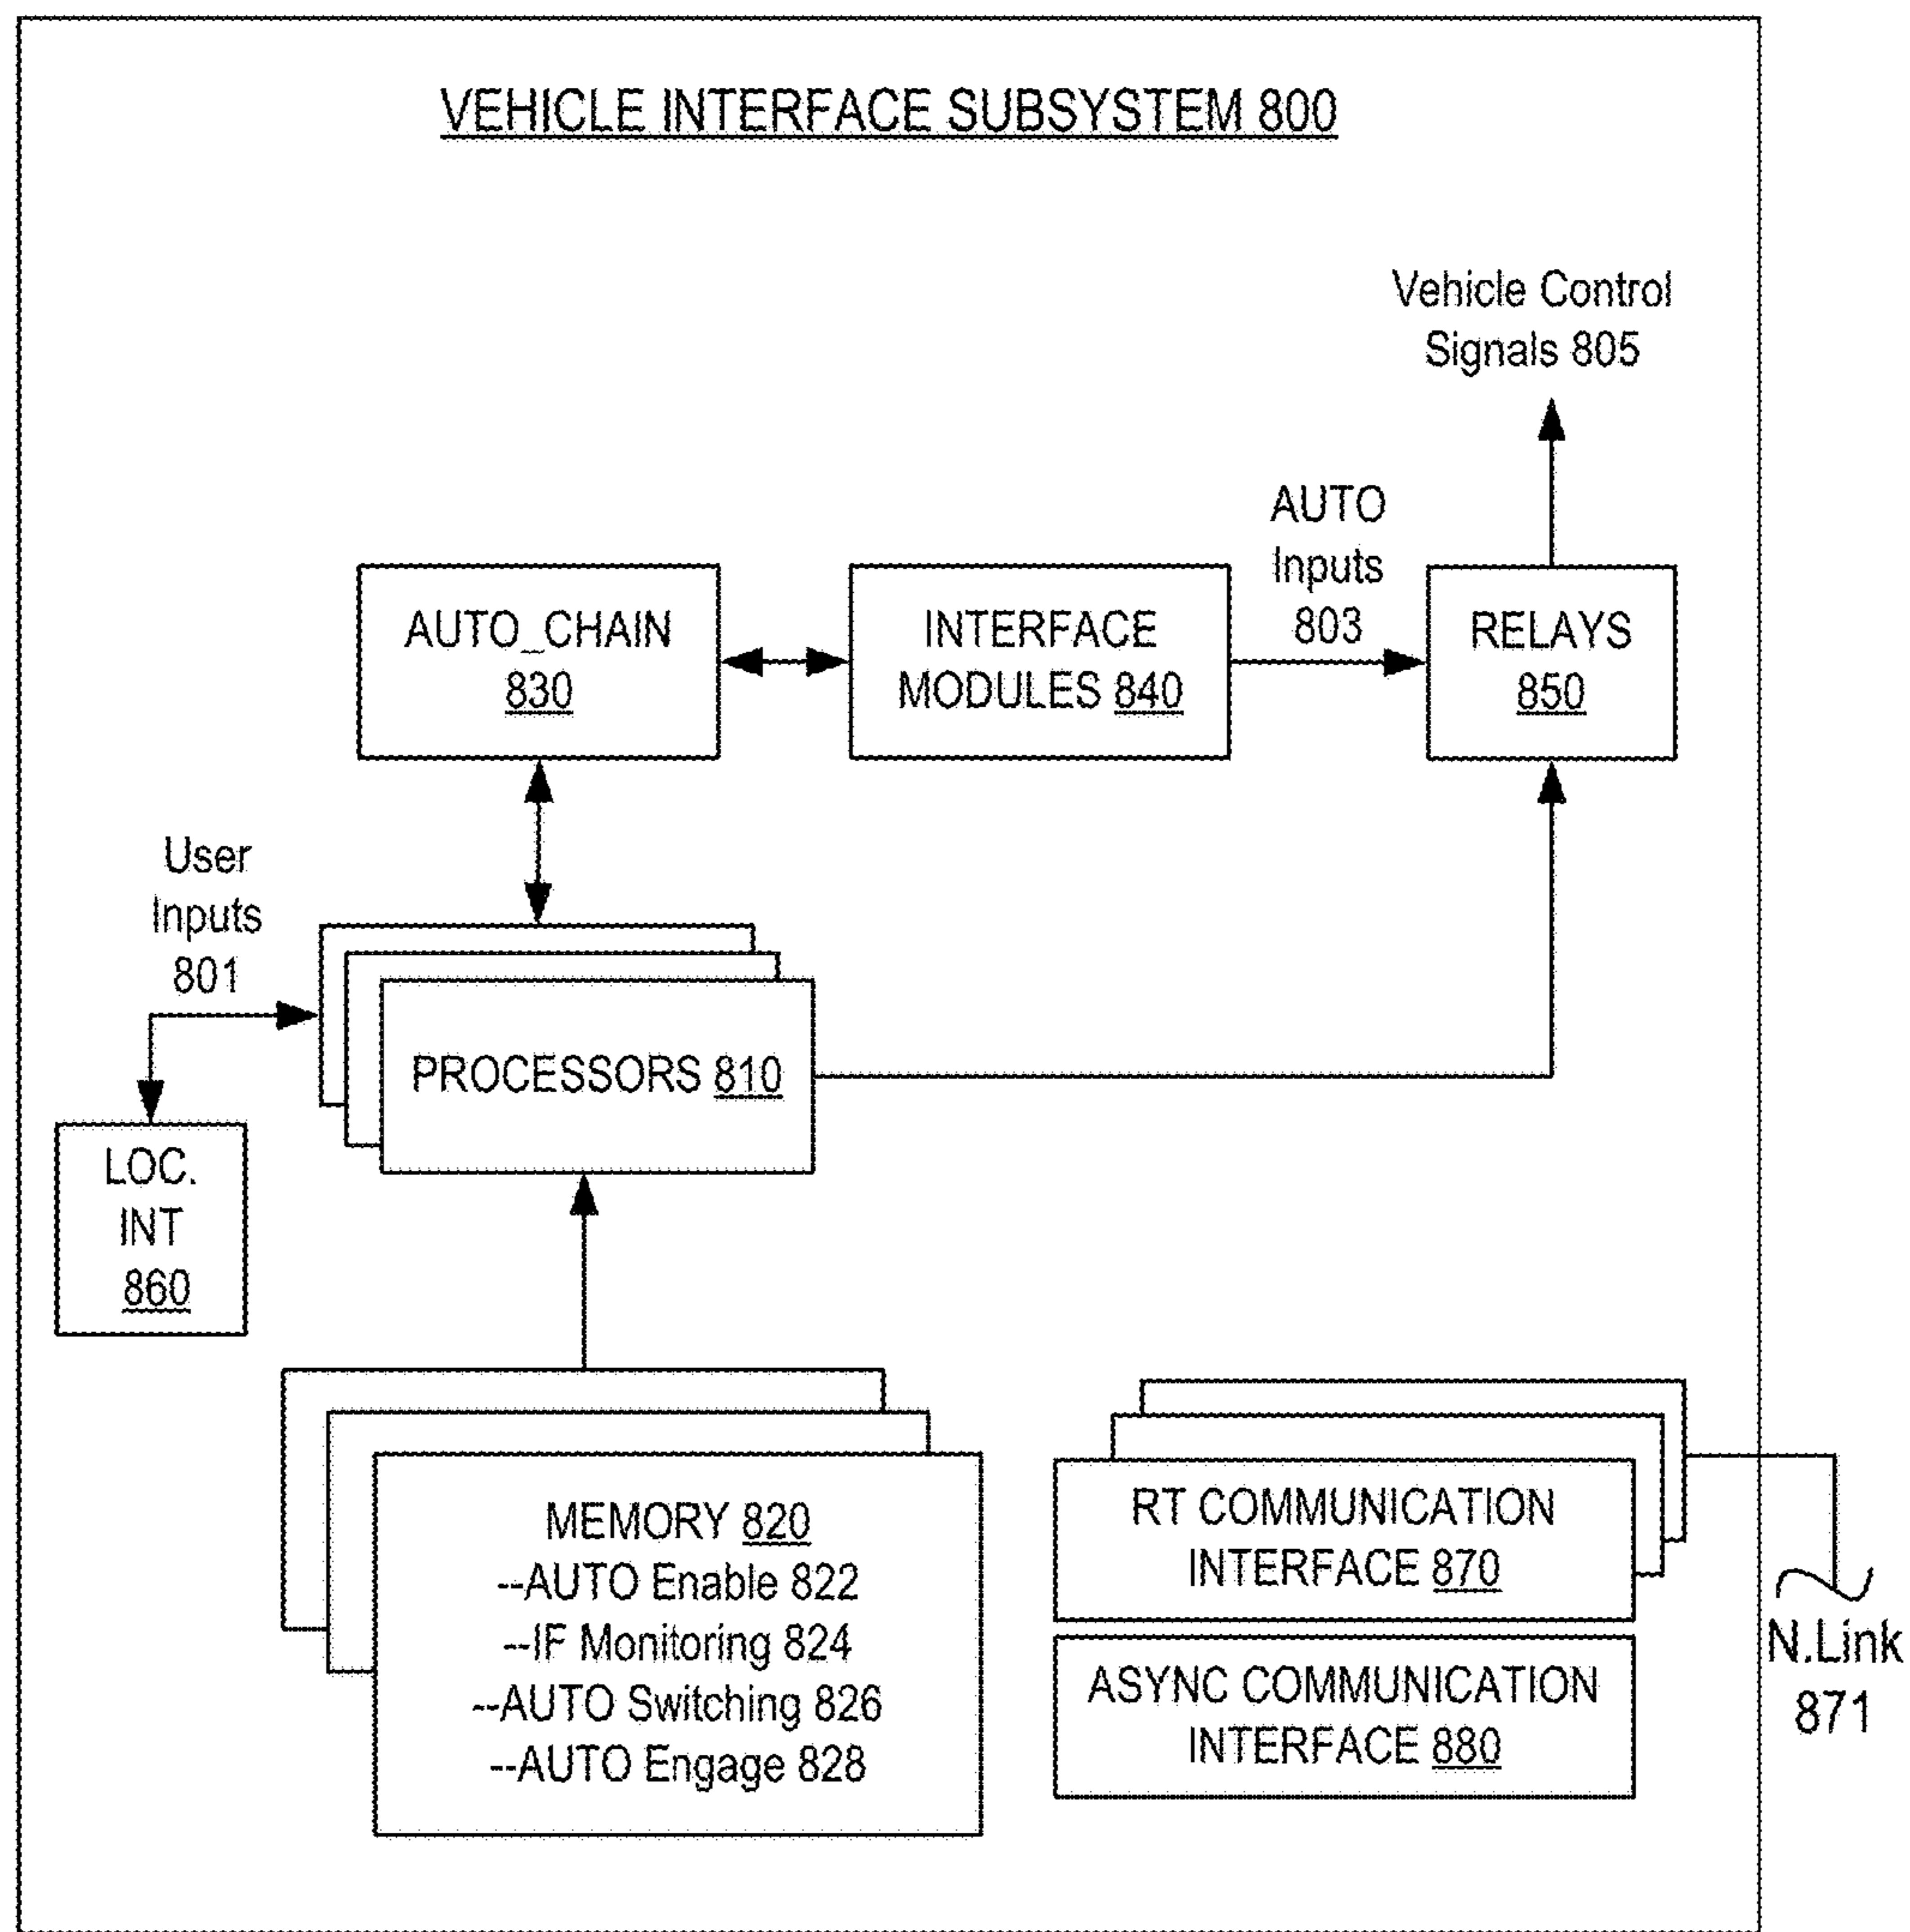 VEHICLE INTERFACE SUBSYSTEM 800
Vehicle Control
Signals 805
AUTO
Inputs
803
AUTO_CHAIN
830
INTERFACE
MODULES 840
RELAYS
850
User
Inputs
801
PROCESSORS 810
LOC.
INT
860
MEMORY 820
--AUTO Enable 822
--IF Monitoring 824
--AUTO Switching 826
--AUTO Engage 828
RT COMMUNICATION
INTERFACE 870
ASYNC COMMUNICATION
INTERFACE 880
N.Link
871